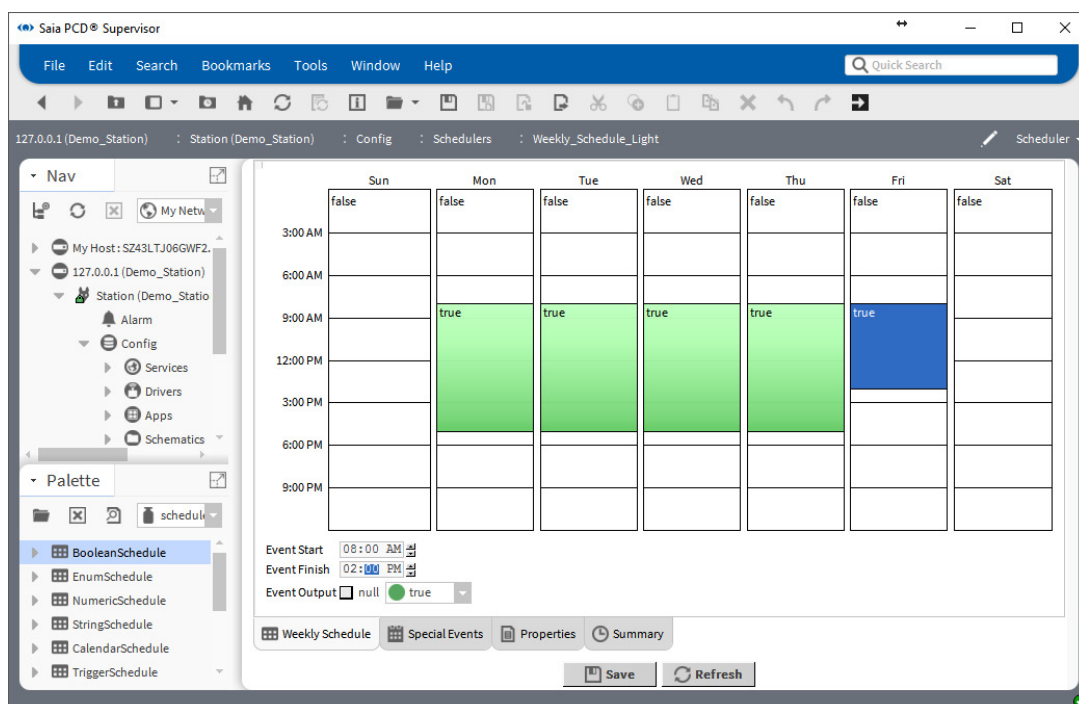 Saia PCD® Supervisor
File Edit Search Bookmarks Tools Window Help
Quick Search
127.0.0.1 (Demo_Station) : Station (Demo_Station) : Config : Schedulers : Weekly_Schedule_Light
Scheduler
Nav
My Netw
My Host : SZ43LTJ06GWF2.
127.0.0.1 (Demo_Station)
Station (Demo_Statio
Alarm
Config
Services
Drivers
Apps
Schematics
Palette
schedule
BooleanSchedule
EnumSchedule
NumericSchedule
StringSchedule
CalendarSchedule
TriggerSchedule
Sun Mon Tue Wed Thu Fri Sat
false false false false false false false
3:00 AM
6:00 AM
9:00 AM
true true true true true
12:00 PM
3:00 PM
6:00 PM
9:00 PM
Event Start 08:00 AM
Event Finish 02:00 PM
Event Output null true
Weekly Schedule Special Events Properties Summary
Save Refresh